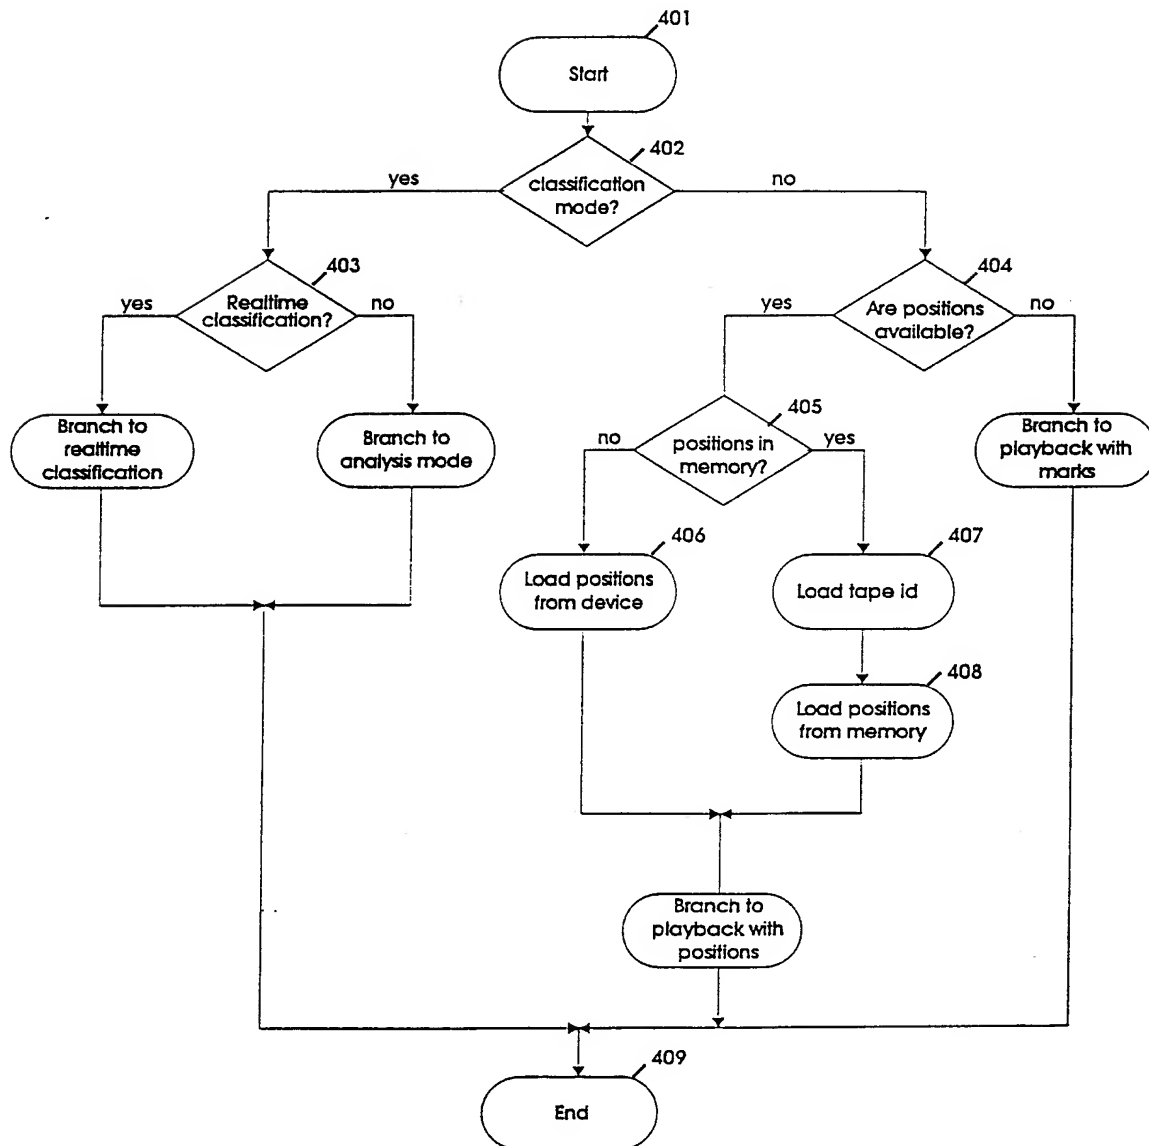 401
Start
402
classification
mode?
yes
no
403
Realtime
classification?
yes
no
404
Are positions
available?
yes
no
Branch to
realtime
classification
Branch to
analysis mode
405
positions in
memory?
no
yes
Branch to
playback with
marks
406
Load positions
from device
407
Load tape id
408
Load positions
from memory
Branch to
playback with
positions
409
End